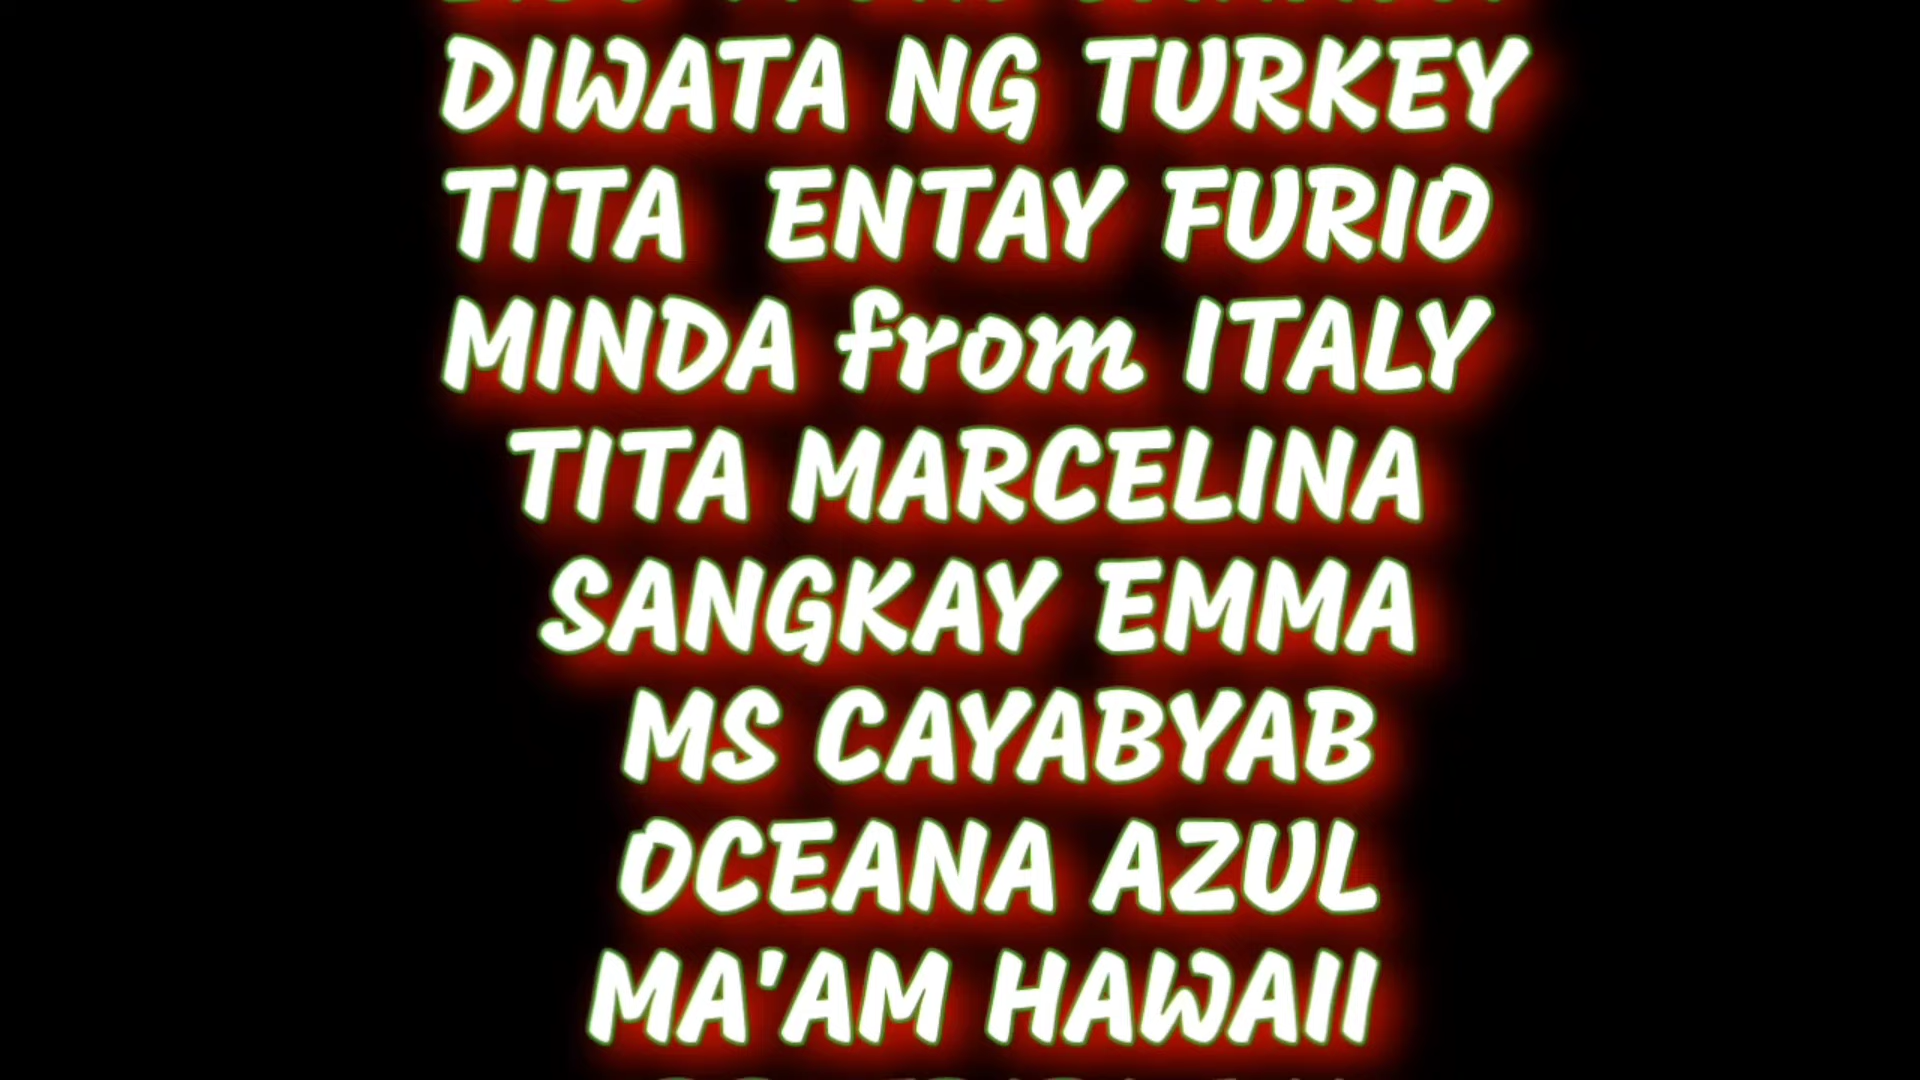 DIWATA NG TURKEY
TITA ENTAY FURIO
MINDA from ITALY
TITA MARCELINA
SANGKAY EMMA
MS CAYABYAB
OCEANA AZUL
MA'AM HAWAII